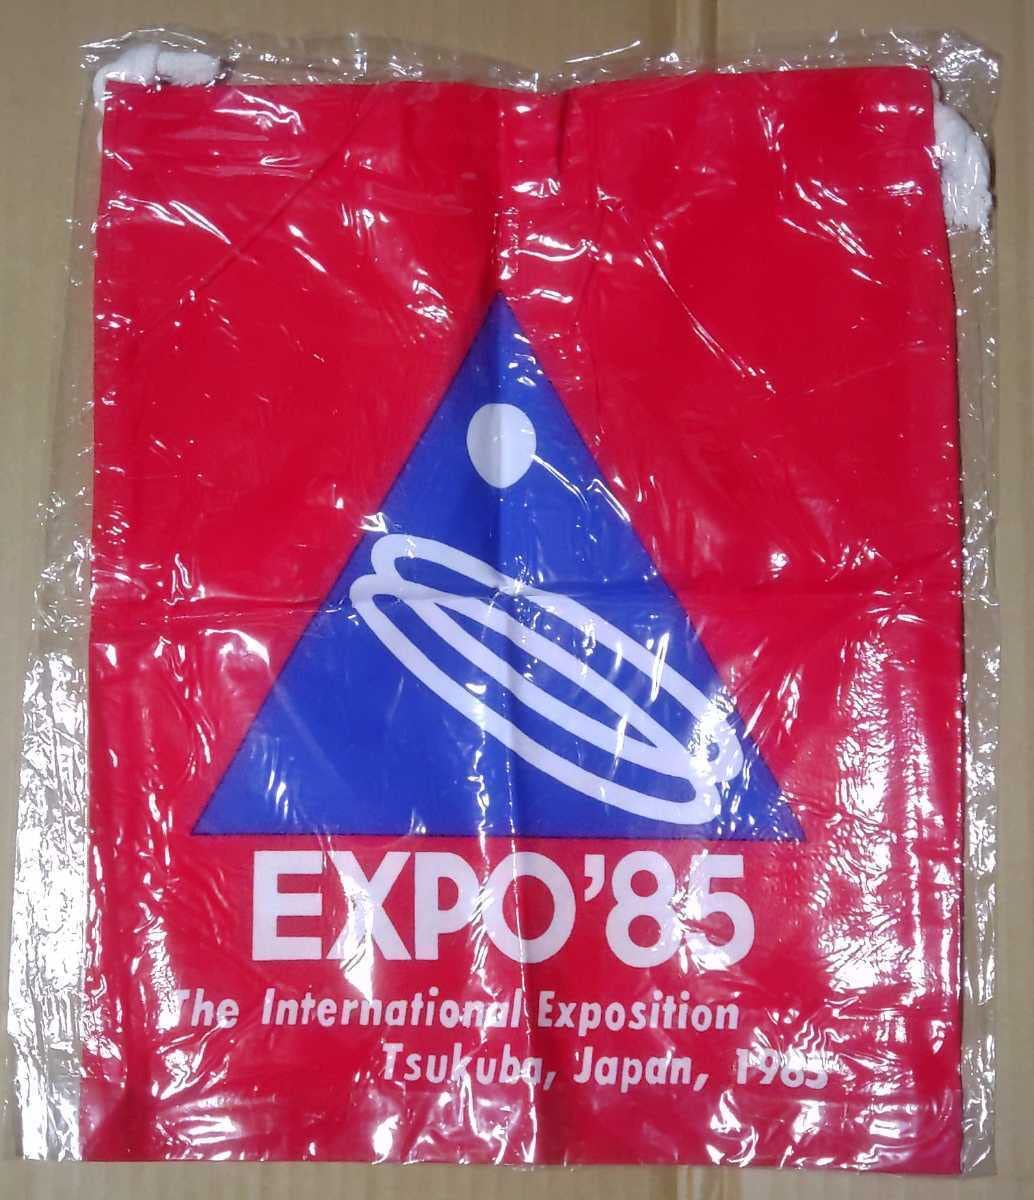 EXPO'85
The International Exposition
Tsukuba, Japan, 1985